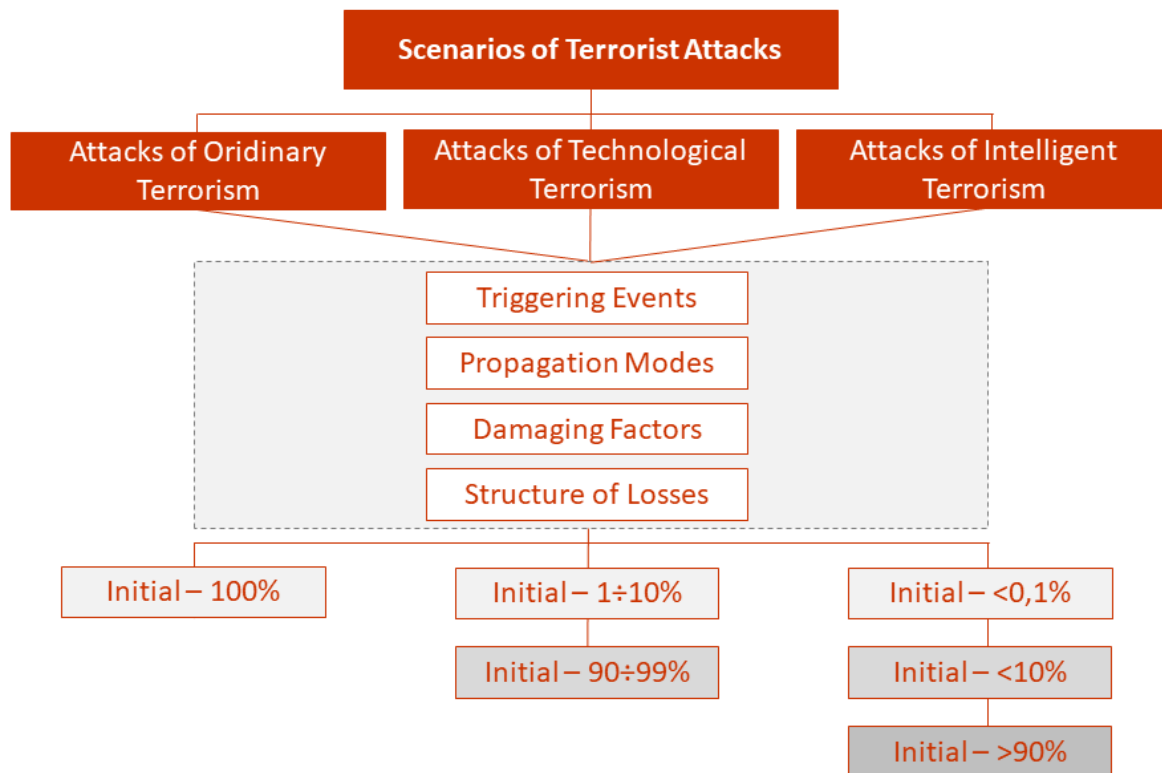 Scenarios of Terrorist Attacks
Attacks of Oridinary
Terrorism
Attacks of Technological
Terrorism
Attacks of Intelligent
Terrorism
Triggering Events
Propagation Modes
Damaging Factors
Structure of Losses
Initial – 100%
Initial – 1÷10%
Initial – <0,1%
Initial – 90÷99%
Initial – <10%
Initial – >90%